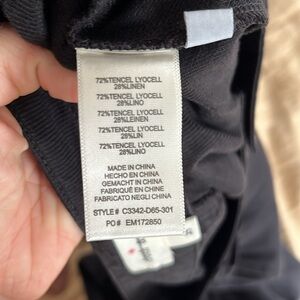 72%TENCEL LYOCELL
28%LINEN
72%TENCEL LYOCELL
28%LINO
72%TENCEL LYOCELL
28%LEINEN
72%TENCEL LYOCELL
28%LIN
72%TENCEL LYOCELL
28%LINO
MADE IN CHINA
HECHO EN CHINA
GEMACHT IN CHINA
FABRIQUÉ EN CHINE
FABRICATO NEGLI CHINA
STYLE# C3342-D65-301
PO# EM172850